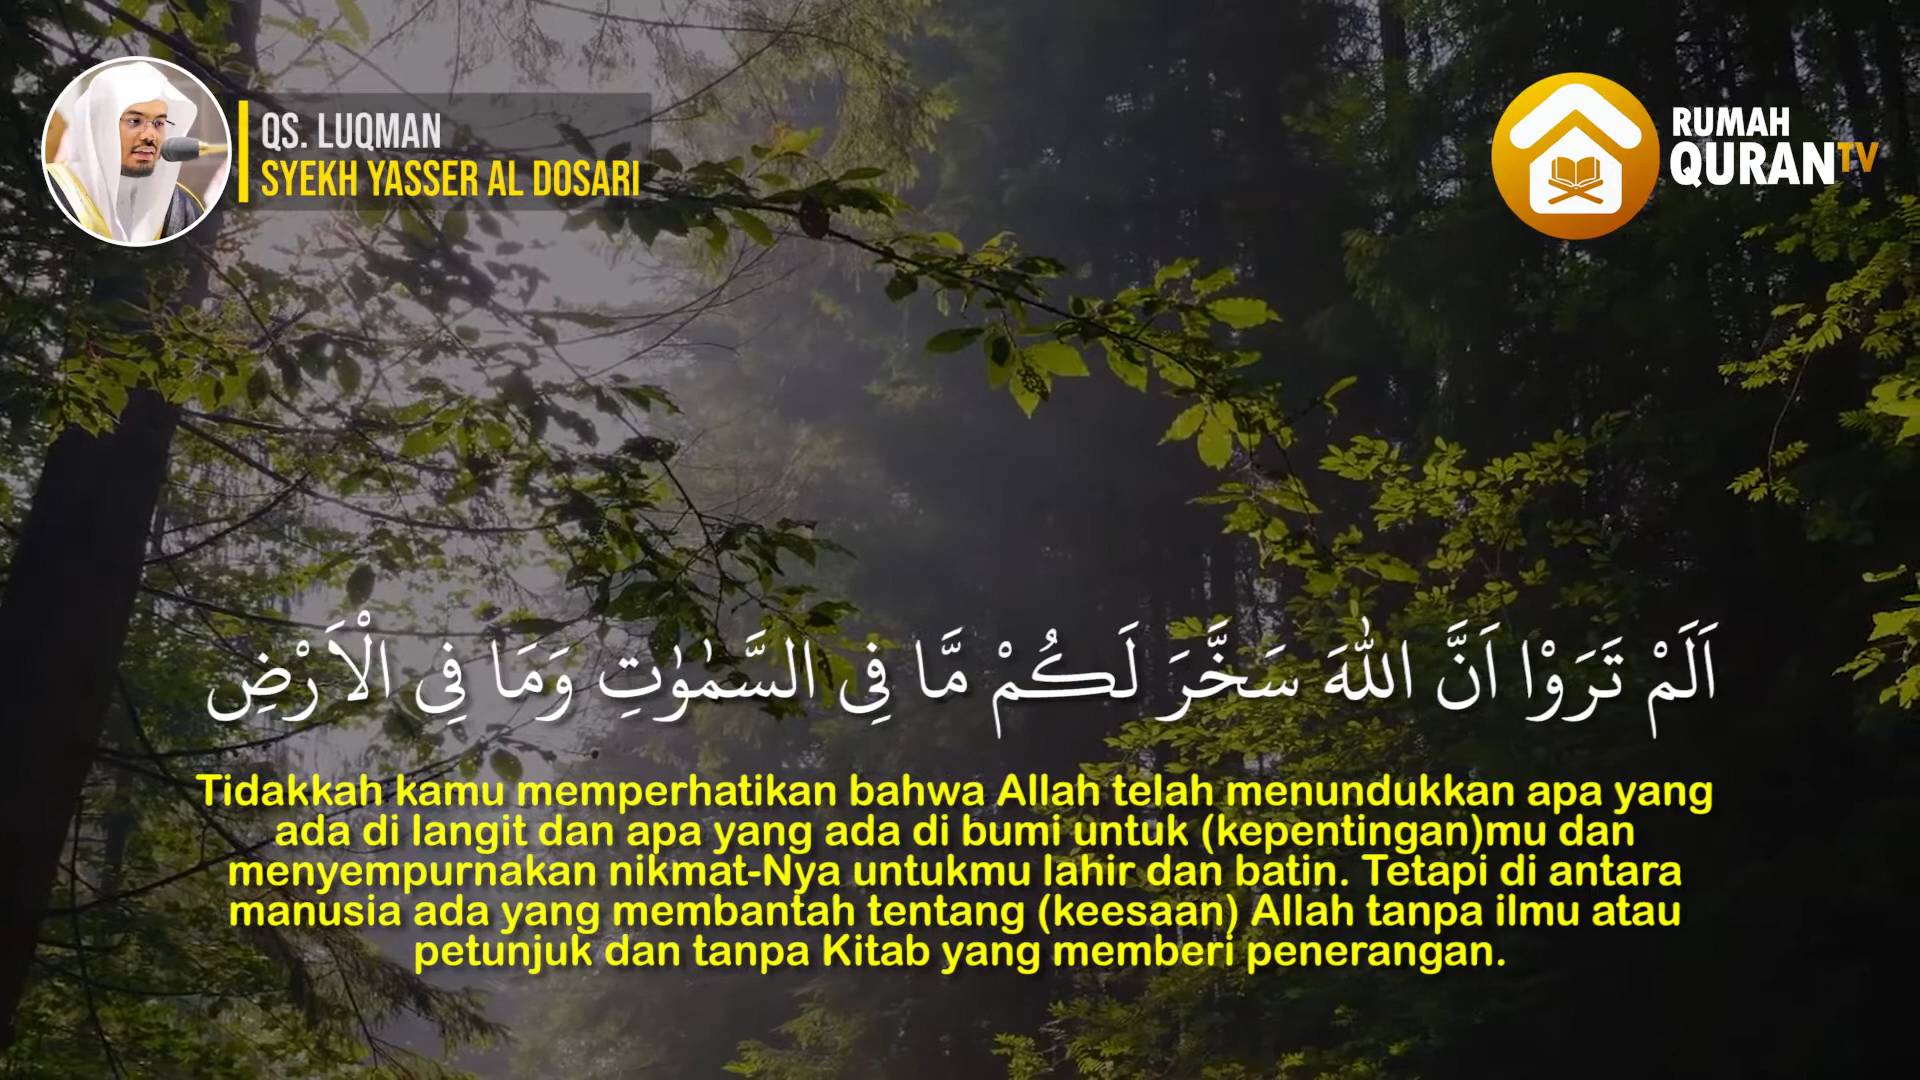 QS. LUQMAN
SYEKH YASSER AL DOSARI
RUMAH
QURANTV
اَلَمْ تَرَوْا اَنَّ اللّٰهَ سَخَّرَ لَكُمْ مَّا فِى السَّمٰوٰتِ وَمَا فِى الْاَرْضِ
Tidakkah kamu memperhatikan bahwa Allah telah menundukkan apa yang
ada di langit dan apa yang ada di bumi untuk (kepentingan)mu dan
menyempurnakan nikmat-Nya untukmu lahir dan batin. Tetapi di antara
manusia ada yang membantah tentang (keesaan) Allah tanpa ilmu atau
petunjuk dan tanpa Kitab yang memberi penerangan.